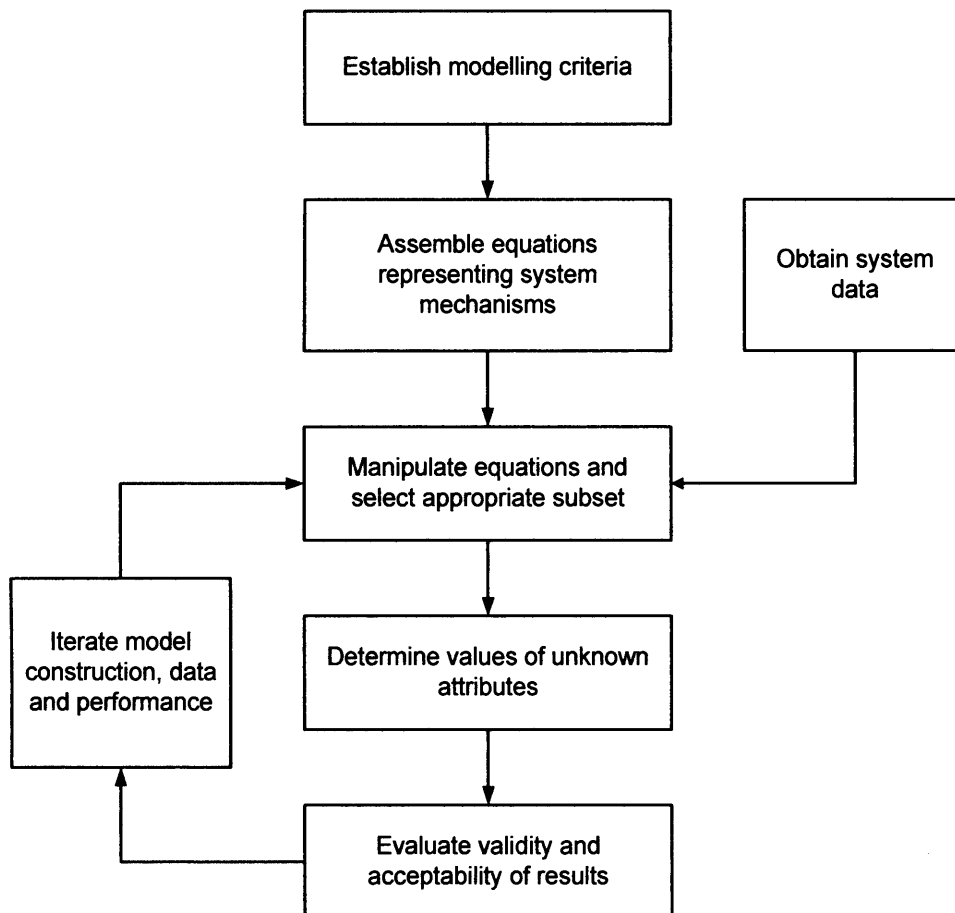 Establish modelling criteria
Assemble equations
representing system
mechanisms
Obtain system
data
Manipulate equations and
select appropriate subset
Iterate model
construction, data
and performance
Determine values of unknown
attributes
Evaluate validity and
acceptability of results